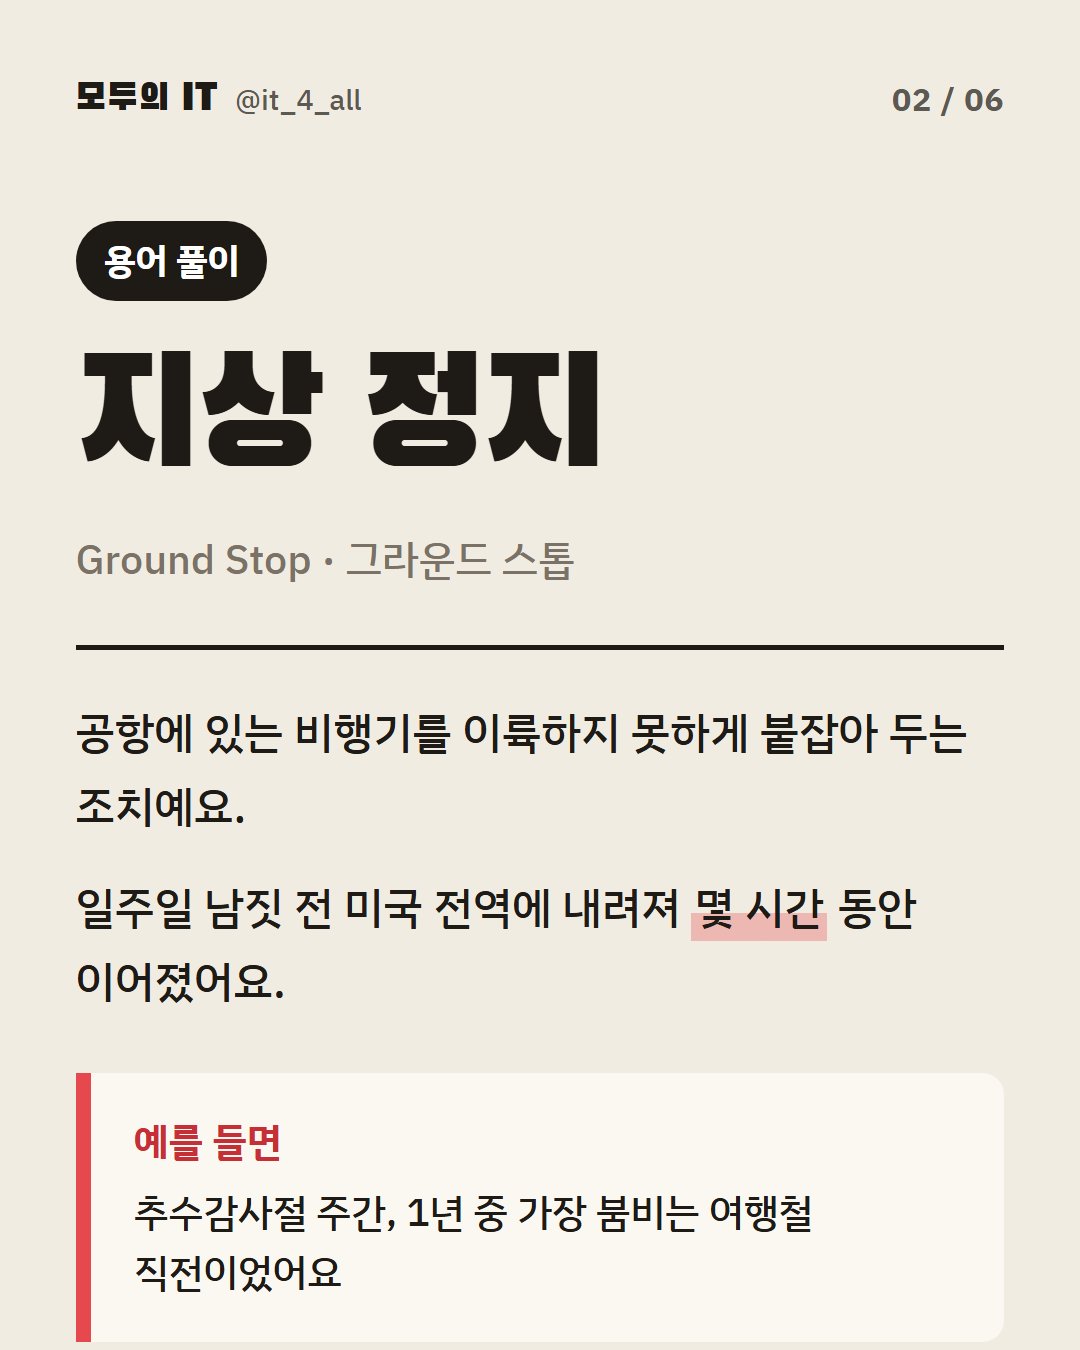 모두의 IT @it_4_all
02 / 06
용어 풀이
지상 정지
Ground Stop · 그라운드 스톱
공항에 있는 비행기를 이륙하지 못하게 붙잡아 두는
조치예요.
일주일 남짓 전 미국 전역에 내려져 몇 시간 동안
이어졌어요.
예를 들면
추수감사절 주간, 1년 중 가장 붐비는 여행철
직전이었어요